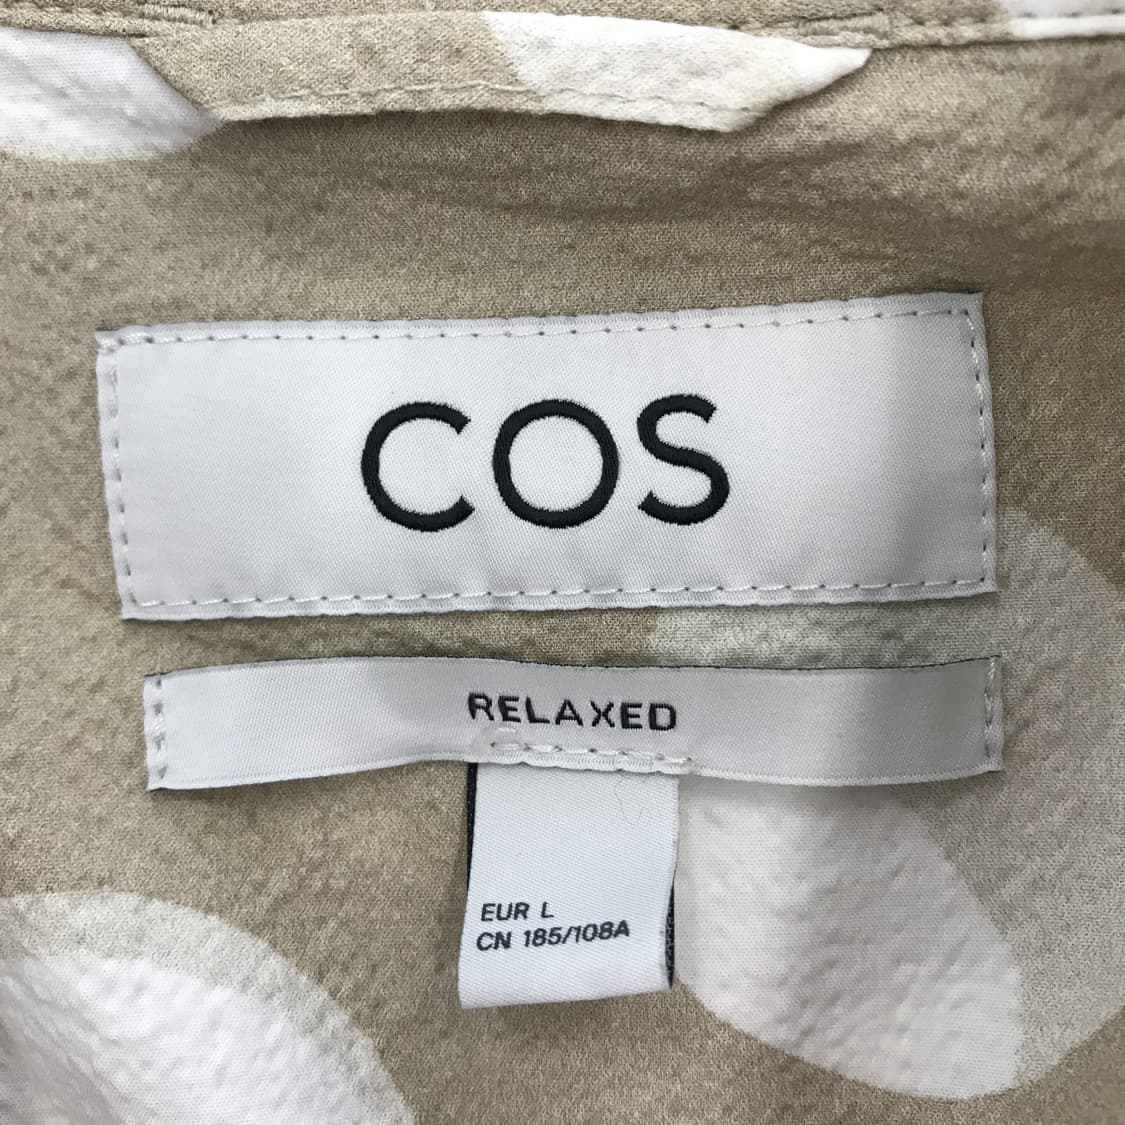 COS
RELAXED
EUR L
CN 185/108A